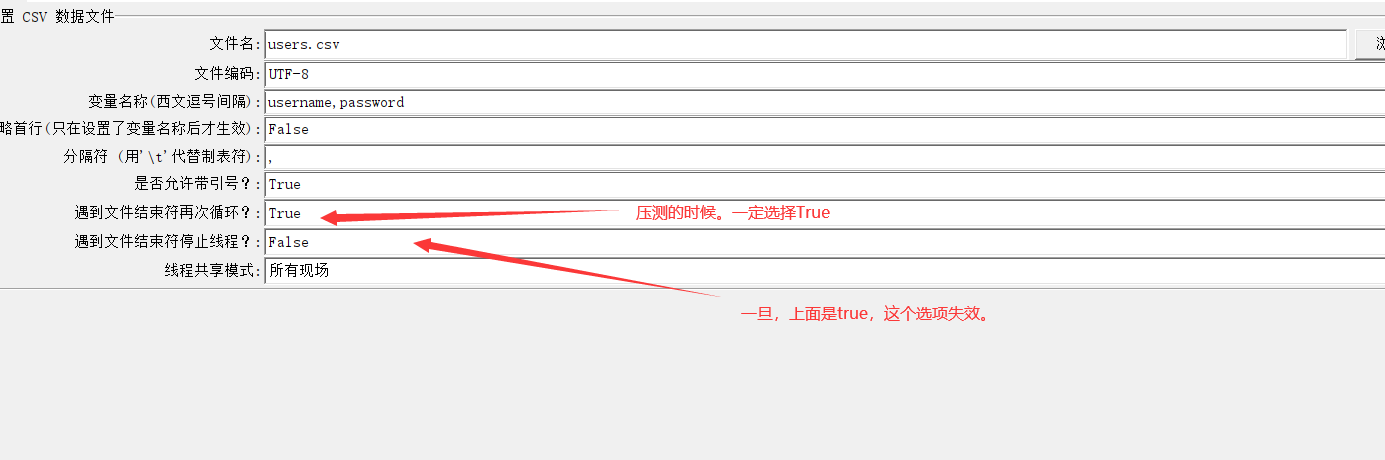 置 CSV 数据文件
文件名: users.csv 浏
文件编码: UTF-8
变量名称(西文逗号间隔): username,password
略首行(只在设置了变量名称后才生效): False
分隔符 (用'\t'代替制表符): ,
是否允许带引号?: True
遇到文件结束符再次循环?: True 压测的时候。一定选择True
遇到文件结束符停止线程?: False
线程共享模式: 所有现场
一旦，上面是true，这个选项失效。